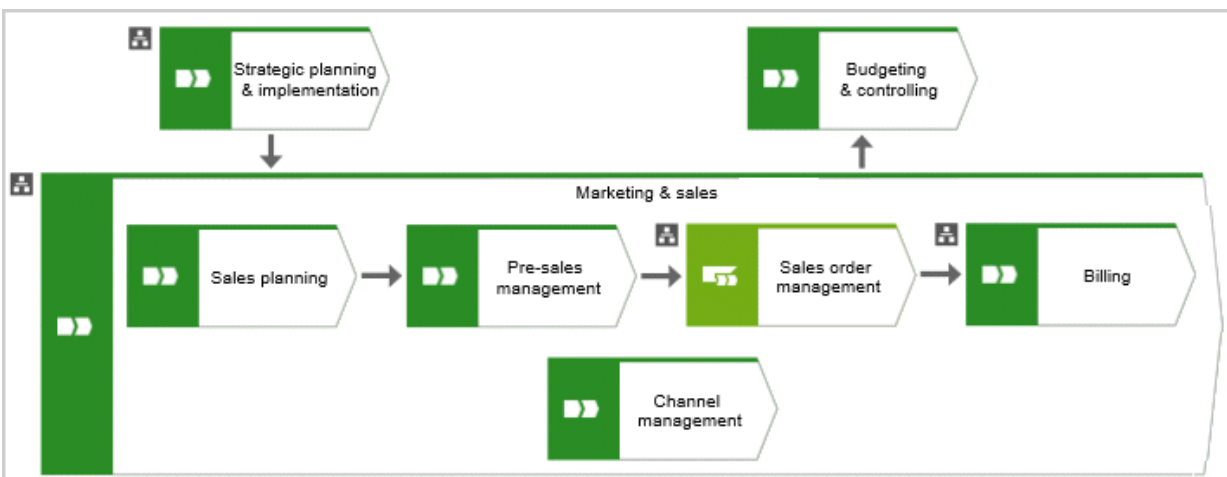 Strategic planning
& implementation
Budgeting
& controlling
Marketing & sales
Sales planning
Pre-sales
management
Sales order
management
Billing
Channel
management